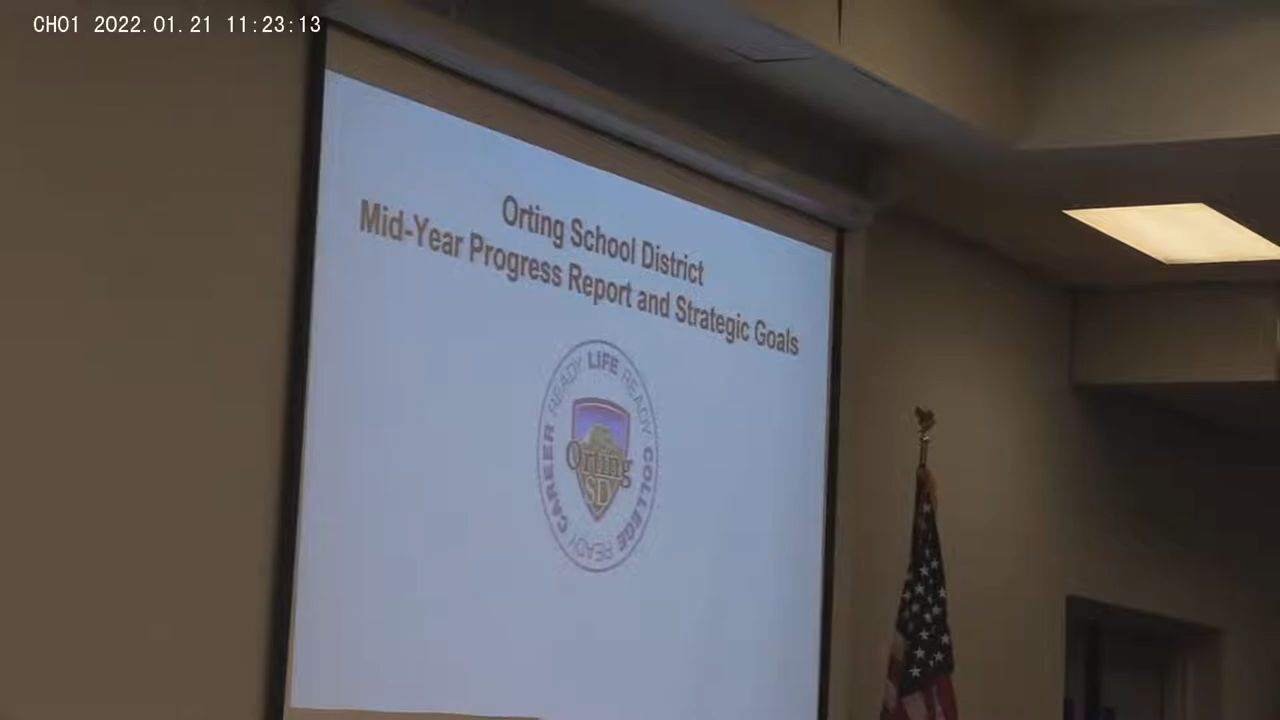 CH01 2022.01.21 11:23:13
Orting School District
Mid-Year Progress Report and Strategic Goals
READY LIFE READY COLLEGE READY CAREER
Orting
SD